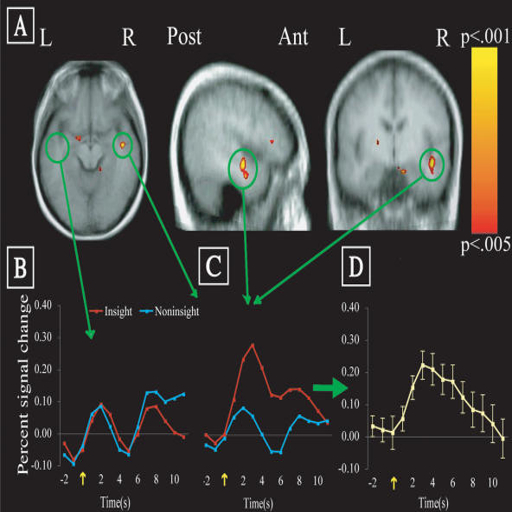 A
L R Post Ant L R p<.001
p<.005
B C D
Percent signal change
Insight Noninsight
0.40
0.30
0.20
0.10
0.00
-0.10
-2 0 2 4 6 8 10
Time(s)
-2 0 2 4 6 8 10
Time(s)
0.40
0.30
0.20
0.10
0.00
-0.10
-2 0 2 4 6 8 10
Time(s)